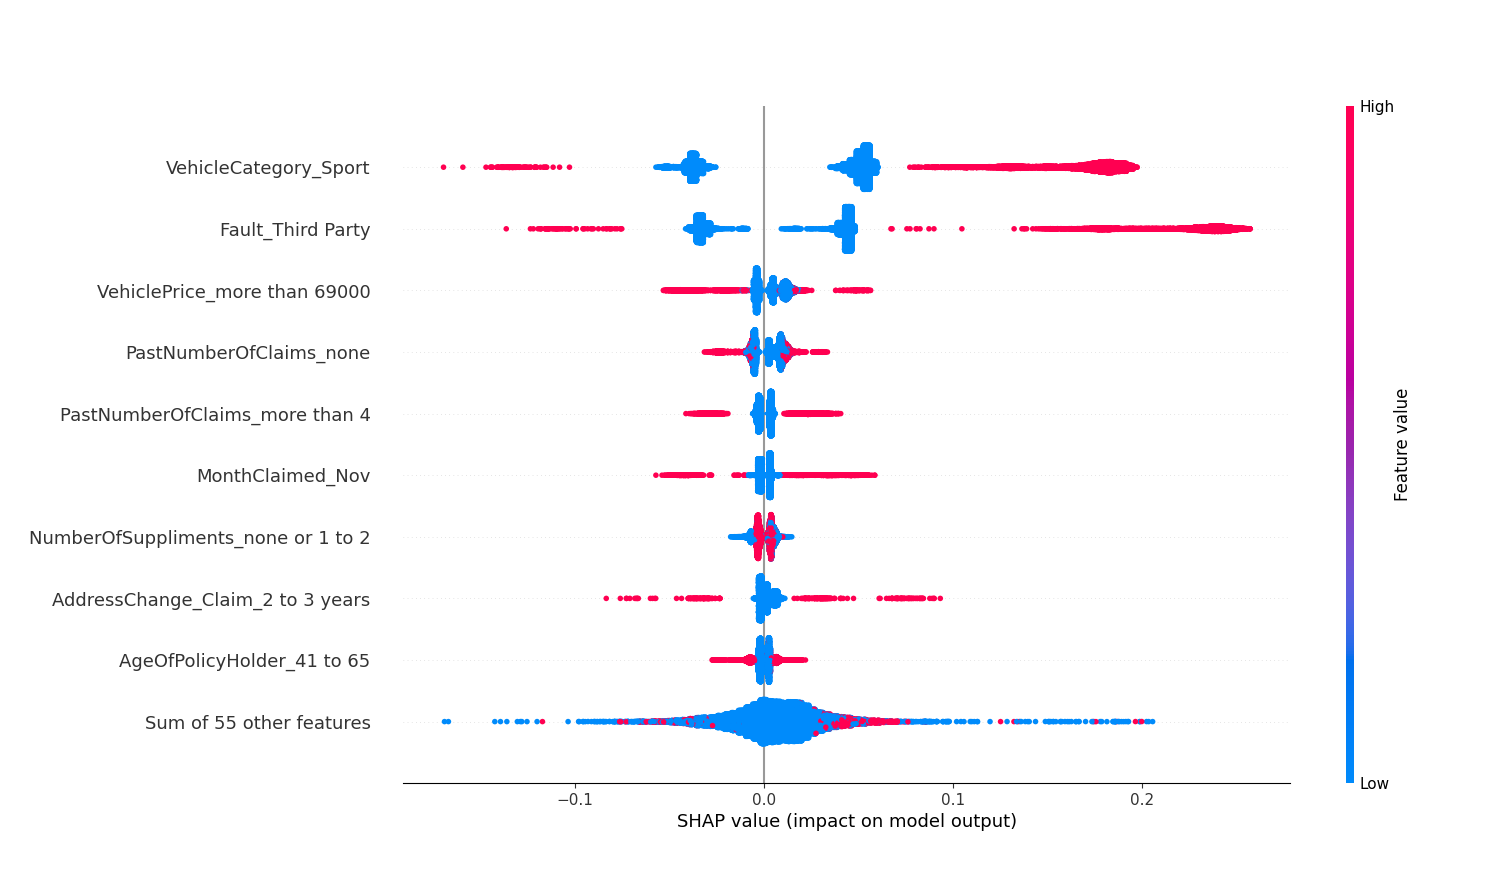 High
VehicleCategory_Sport
Fault_Third Party
VehiclePrice_more than 69000
PastNumberOfClaims_none
PastNumberOfClaims_more than 4
MonthClaimed_Nov
NumberOfSuppliments_none or 1 to 2
AddressChange_Claim_2 to 3 years
AgeOfPolicyHolder_41 to 65
Sum of 55 other features
Feature value
Low
−0.1 0.0 0.1 0.2
SHAP value (impact on model output)